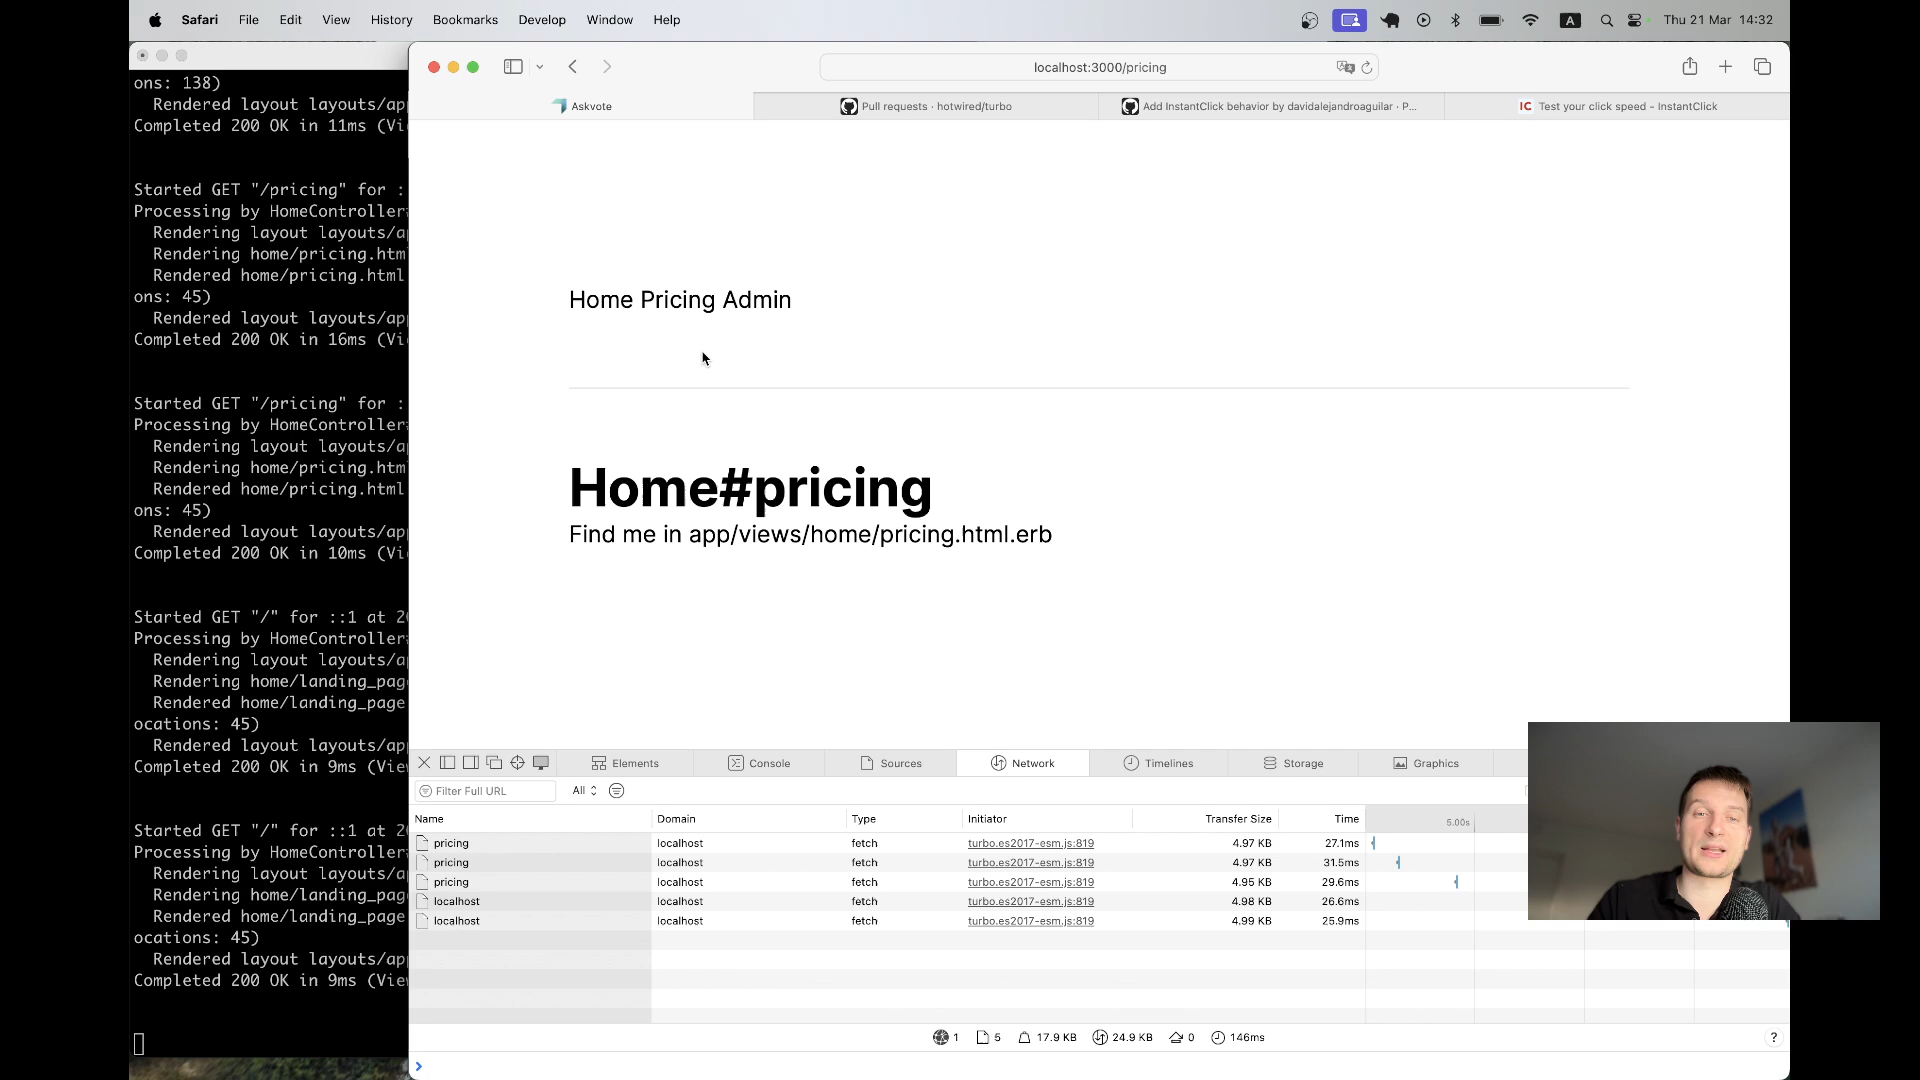 Safari File Edit View History Bookmarks Develop Window Help
A Thu 21 Mar 14:32
ons: 138)
Rendered layout layouts/app
Completed 200 OK in 11ms (Vi
Started GET "/pricing" for :
Processing by HomeController#
Rendering layout layouts/a
Rendering home/pricing.htm
Rendered home/pricing.html
ons: 45)
Rendered layout layouts/app
Completed 200 OK in 16ms (Vi
Started GET "/pricing" for :
Processing by HomeController#
Rendering layout layouts/a
Rendering home/pricing.htm
Rendered home/pricing.html
ons: 45)
Rendered layout layouts/app
Completed 200 OK in 10ms (Vi
Started GET "/" for ::1 at 20
Processing by HomeController#
Rendering layout layouts/a
Rendering home/landing_page
Rendered home/landing_page
ocations: 45)
Rendered layout layouts/app
Completed 200 OK in 9ms (Vie
Started GET "/" for ::1 at 20
Processing by HomeController#
Rendering layout layouts/a
Rendering home/landing_page
Rendered home/landing_page
ocations: 45)
Rendered layout layouts/app
Completed 200 OK in 9ms (Vie
localhost:3000/pricing
Askvote
Pull requests · hotwired/turbo
Add InstantClick behavior by davidalejandroaguilar · P...
IC Test your click speed – InstantClick
Home Pricing Admin
Home#pricing
Find me in app/views/home/pricing.html.erb
Elements Console Sources Network Timelines Storage Graphics
Filter Full URL All
Name Domain Type Initiator Transfer Size Time 5.00s
pricing localhost fetch turbo.es2017-esm.js:819 4.97 KB 27.1ms
pricing localhost fetch turbo.es2017-esm.js:819 4.97 KB 31.5ms
pricing localhost fetch turbo.es2017-esm.js:819 4.95 KB 29.6ms
localhost localhost fetch turbo.es2017-esm.js:819 4.98 KB 26.6ms
localhost localhost fetch turbo.es2017-esm.js:819 4.99 KB 25.9ms
1 5 17.9 KB 24.9 KB 0 146ms ?